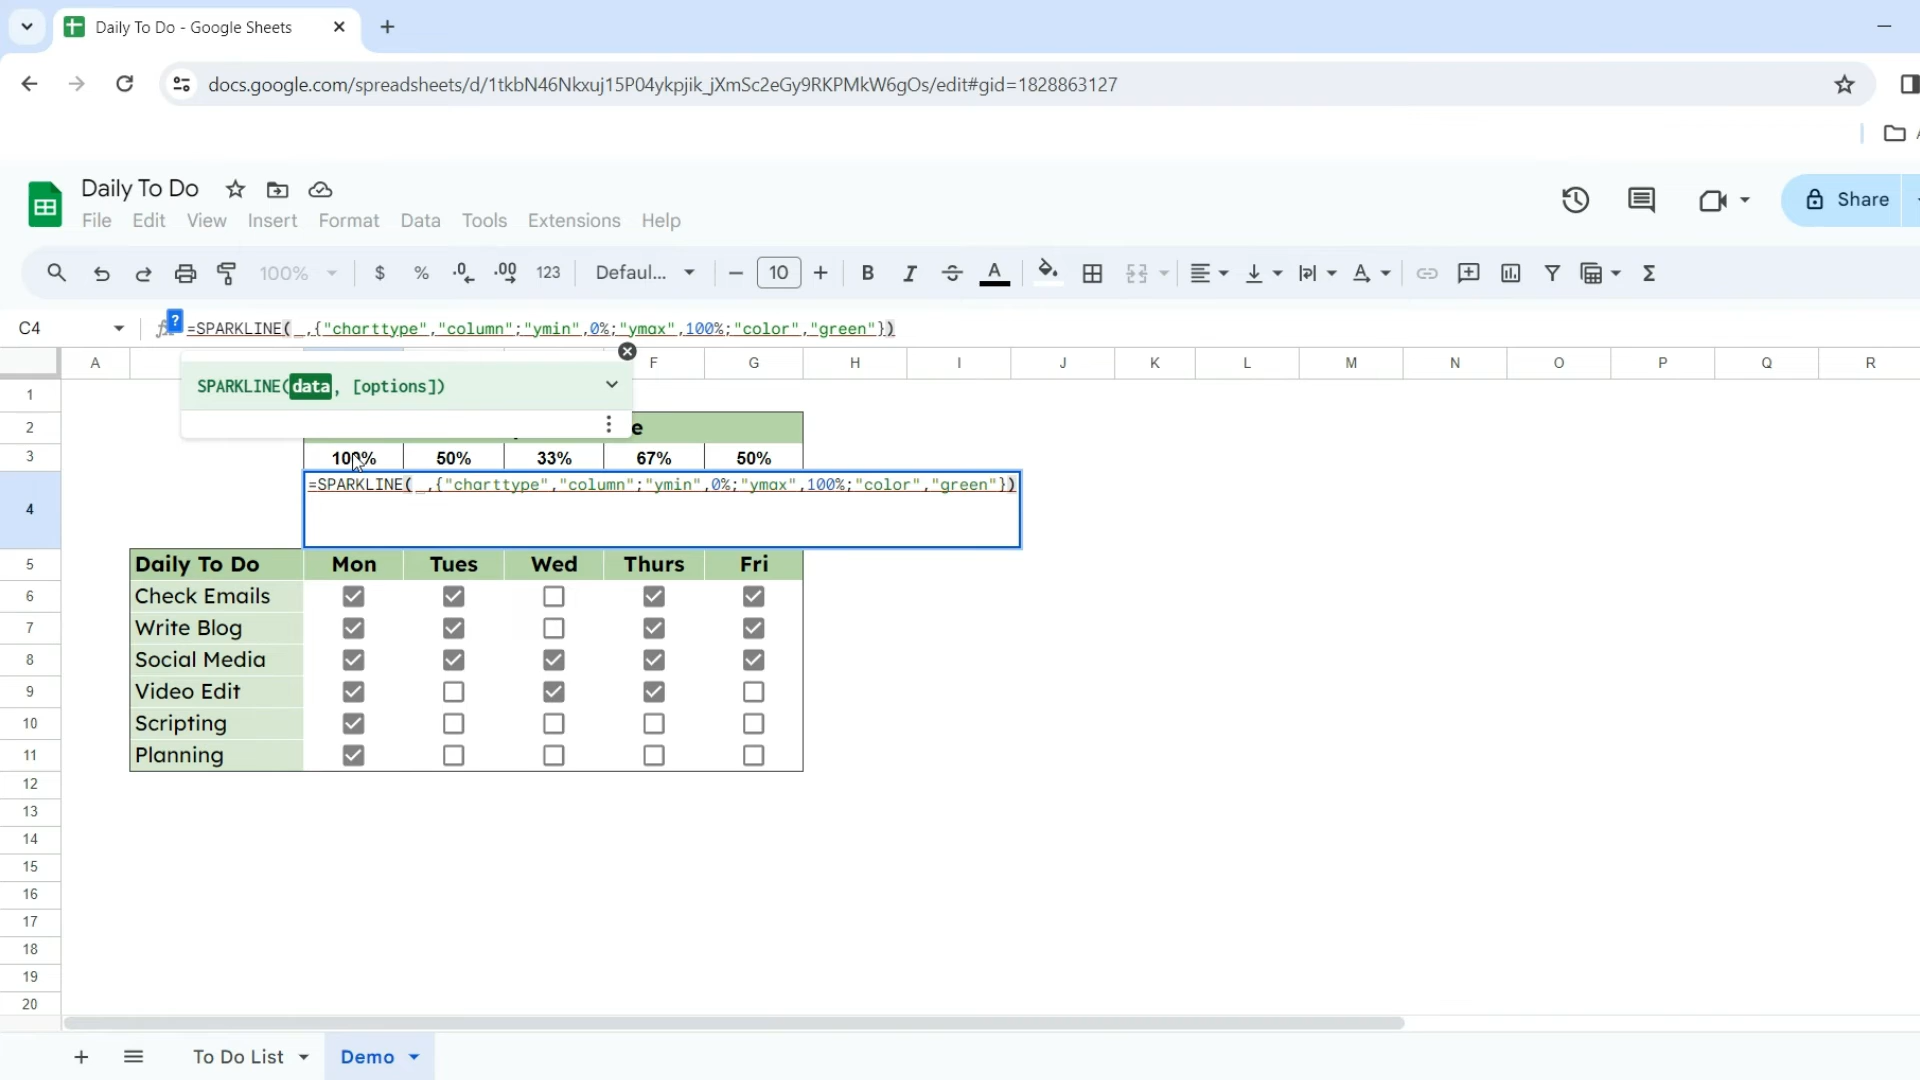 Daily To Do - Google Sheets
docs.google.com/spreadsheets/d/1tkbN46Nkxuj15P04ykpjik_jXmSc2eGy9RKPMkW6gOs/edit#gid=1828863127
Daily To Do
File Edit View Insert Format Data Tools Extensions Help
Share
100% $ % .0 .00 123 Defaul... 10 B I S A
C4 ? =SPARKLINE(_,{"charttype","column";"ymin",0%;"ymax",100%;"color","green"})
A F G H I J K L M N O P Q R
SPARKLINE(data, [options])
1
2 e
3 100% 50% 33% 67% 50%
4 =SPARKLINE(_,{"charttype","column";"ymin",0%;"ymax",100%;"color","green"})
5 Daily To Do Mon Tues Wed Thurs Fri
6 Check Emails
7 Write Blog
8 Social Media
9 Video Edit
10 Scripting
11 Planning
12
13
14
15
16
17
18
19
20
To Do List Demo